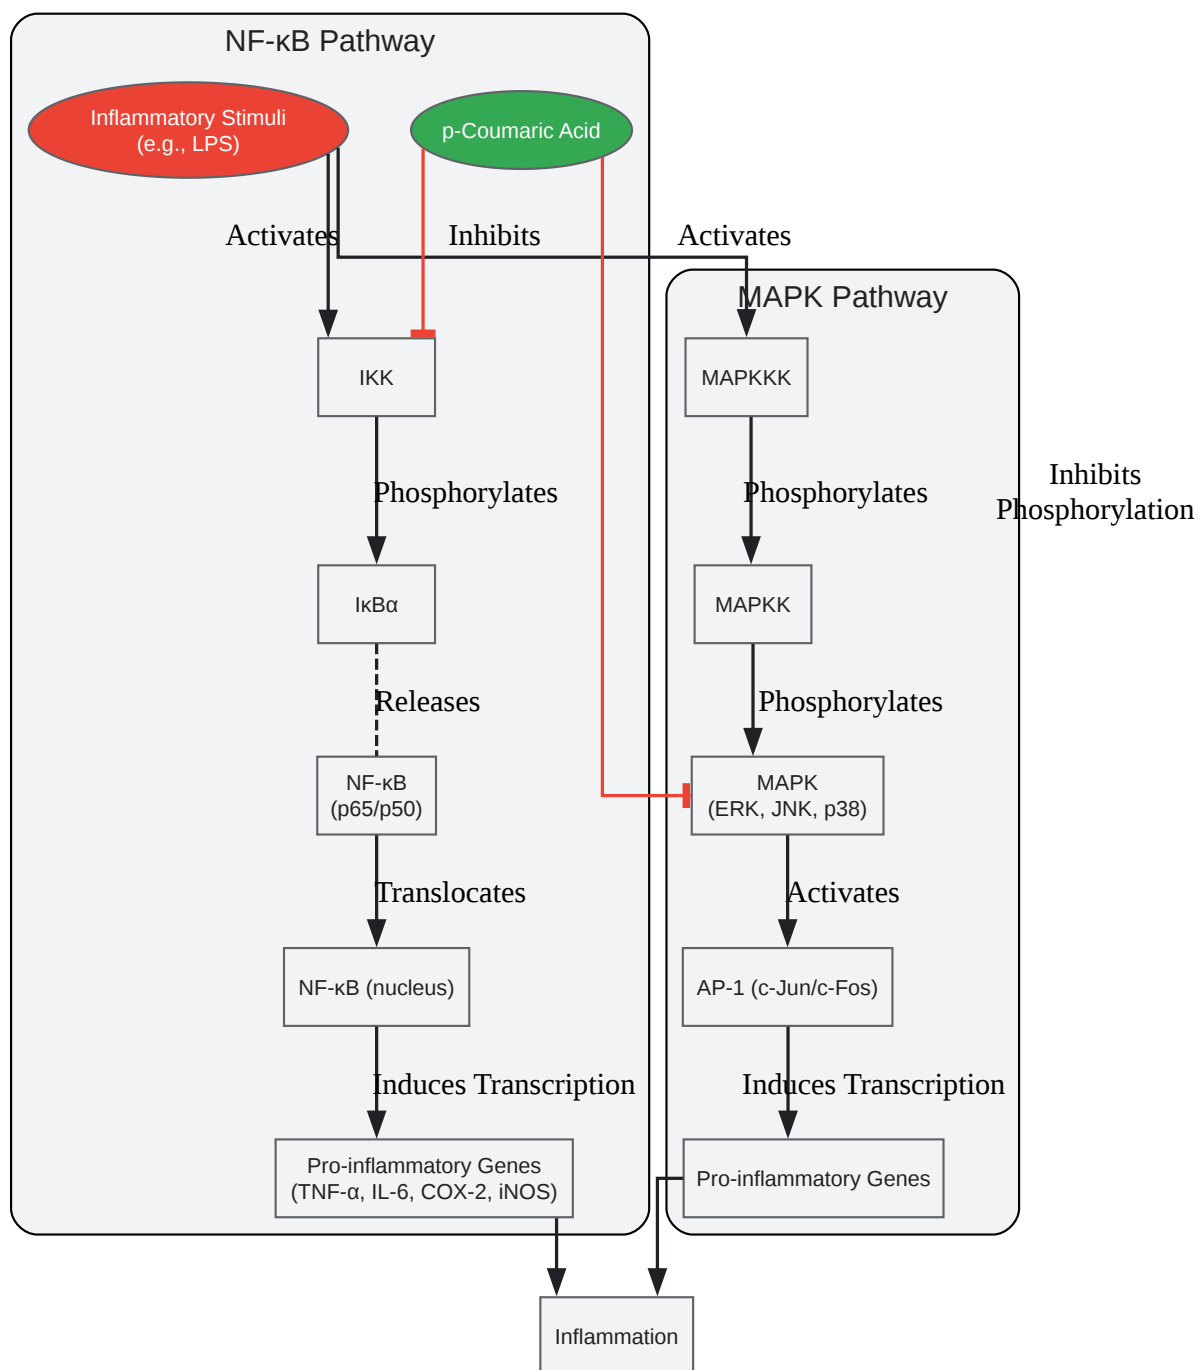 NF-κB Pathway
Inflammatory Stimuli
(e.g., LPS)
p-Coumaric Acid
Activates
Inhibits
Activates
MAPK Pathway
IKK
MAPKKK
Phosphorylates
Phosphorylates
Inhibits
Phosphorylation
IκBα
MAPKK
Releases
Phosphorylates
NF-κB
(p65/p50)
MAPK
(ERK, JNK, p38)
Translocates
Activates
NF-κB (nucleus)
AP-1 (c-Jun/c-Fos)
Induces Transcription
Induces Transcription
Pro-inflammatory Genes
(TNF-α, IL-6, COX-2, iNOS)
Pro-inflammatory Genes
Inflammation